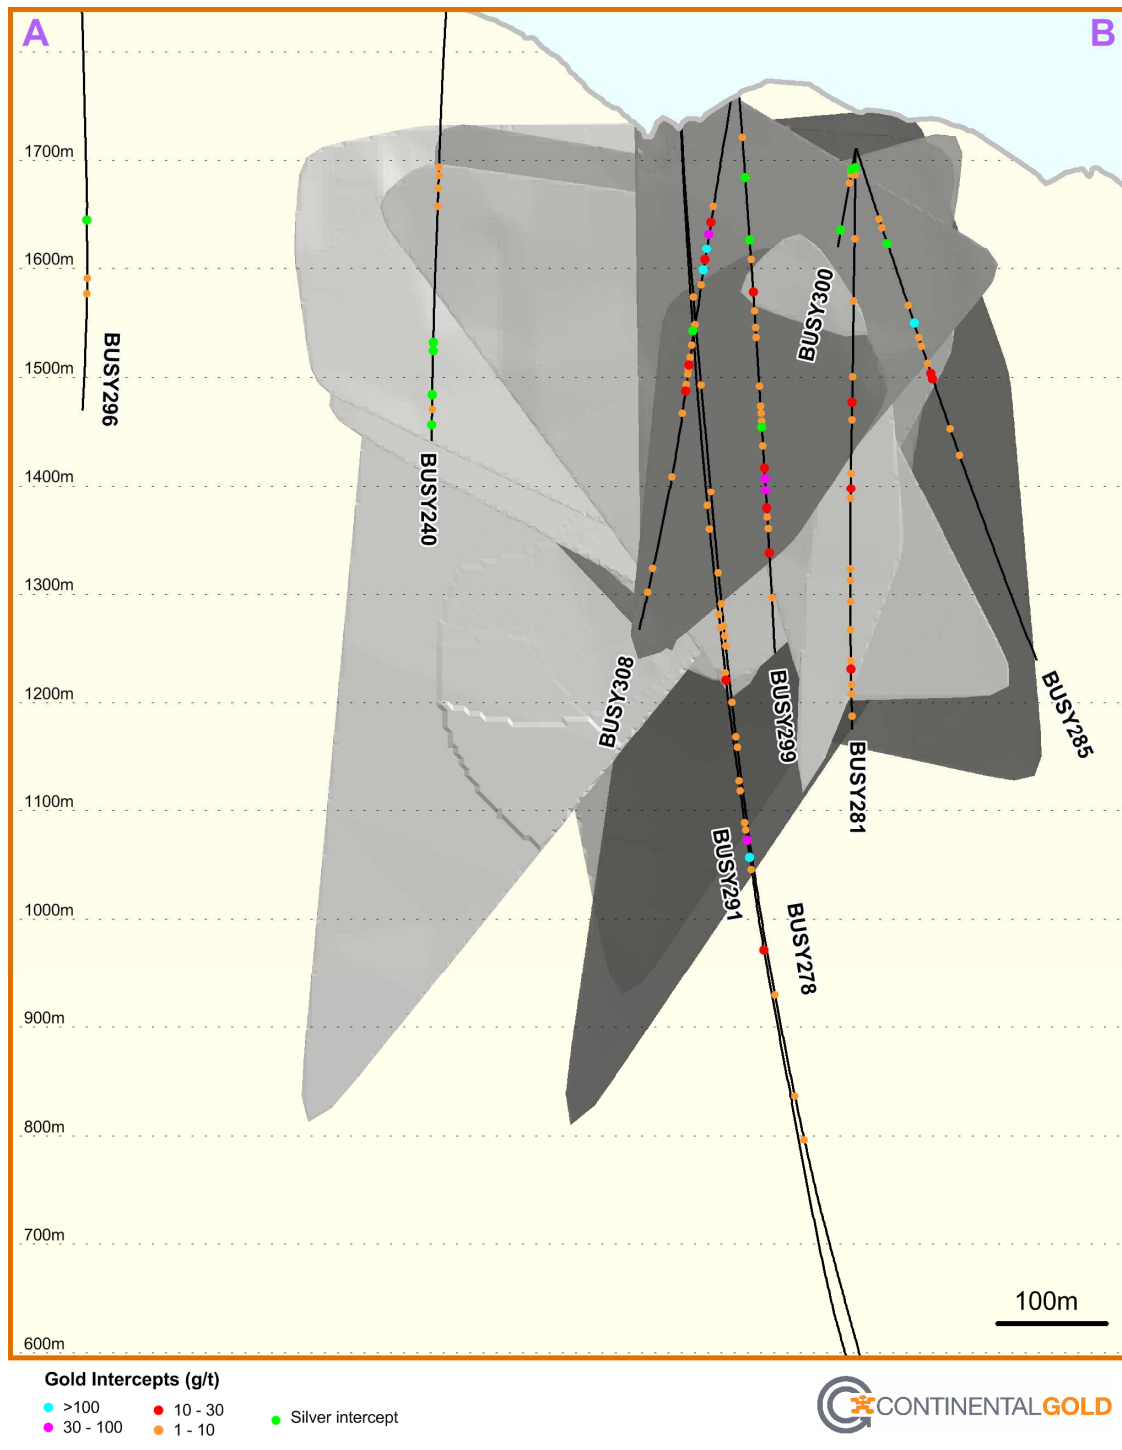 A
B
1700m
1600m
1500m
1400m
1300m
1200m
1100m
1000m
900m
800m
700m
600m
BUSY296
BUSY240
BUSY300
BUSY308
BUSY299
BUSY285
BUSY281
BUSY291
BUSY278
100m
Gold Intercepts (g/t)
>100
10 - 30
30 - 100
1 - 10
Silver intercept
CONTINENTALGOLD